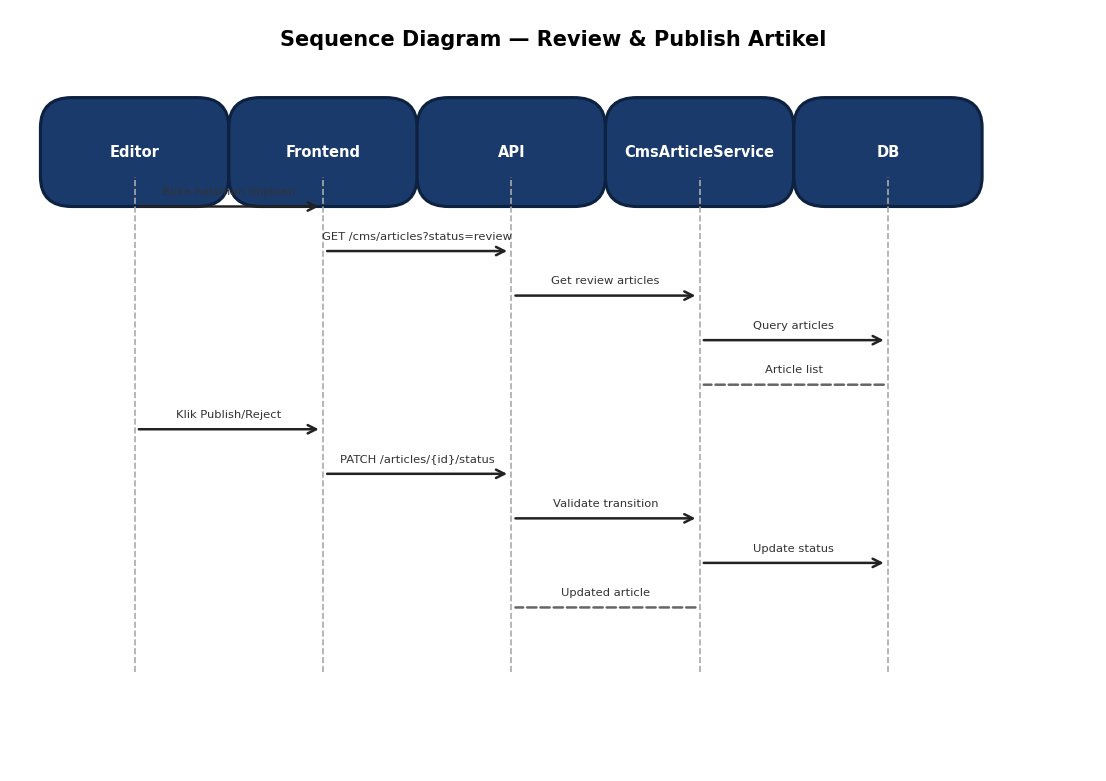 Sequence Diagram — Review & Publish Artikel
Editor
Frontend
API
CmsArticleService
DB
GET /cms/articles?status=review
Get review articles
Query articles
Article list
Klik Publish/Reject
PATCH /articles/{id}/status
Validate transition
Update status
Updated article